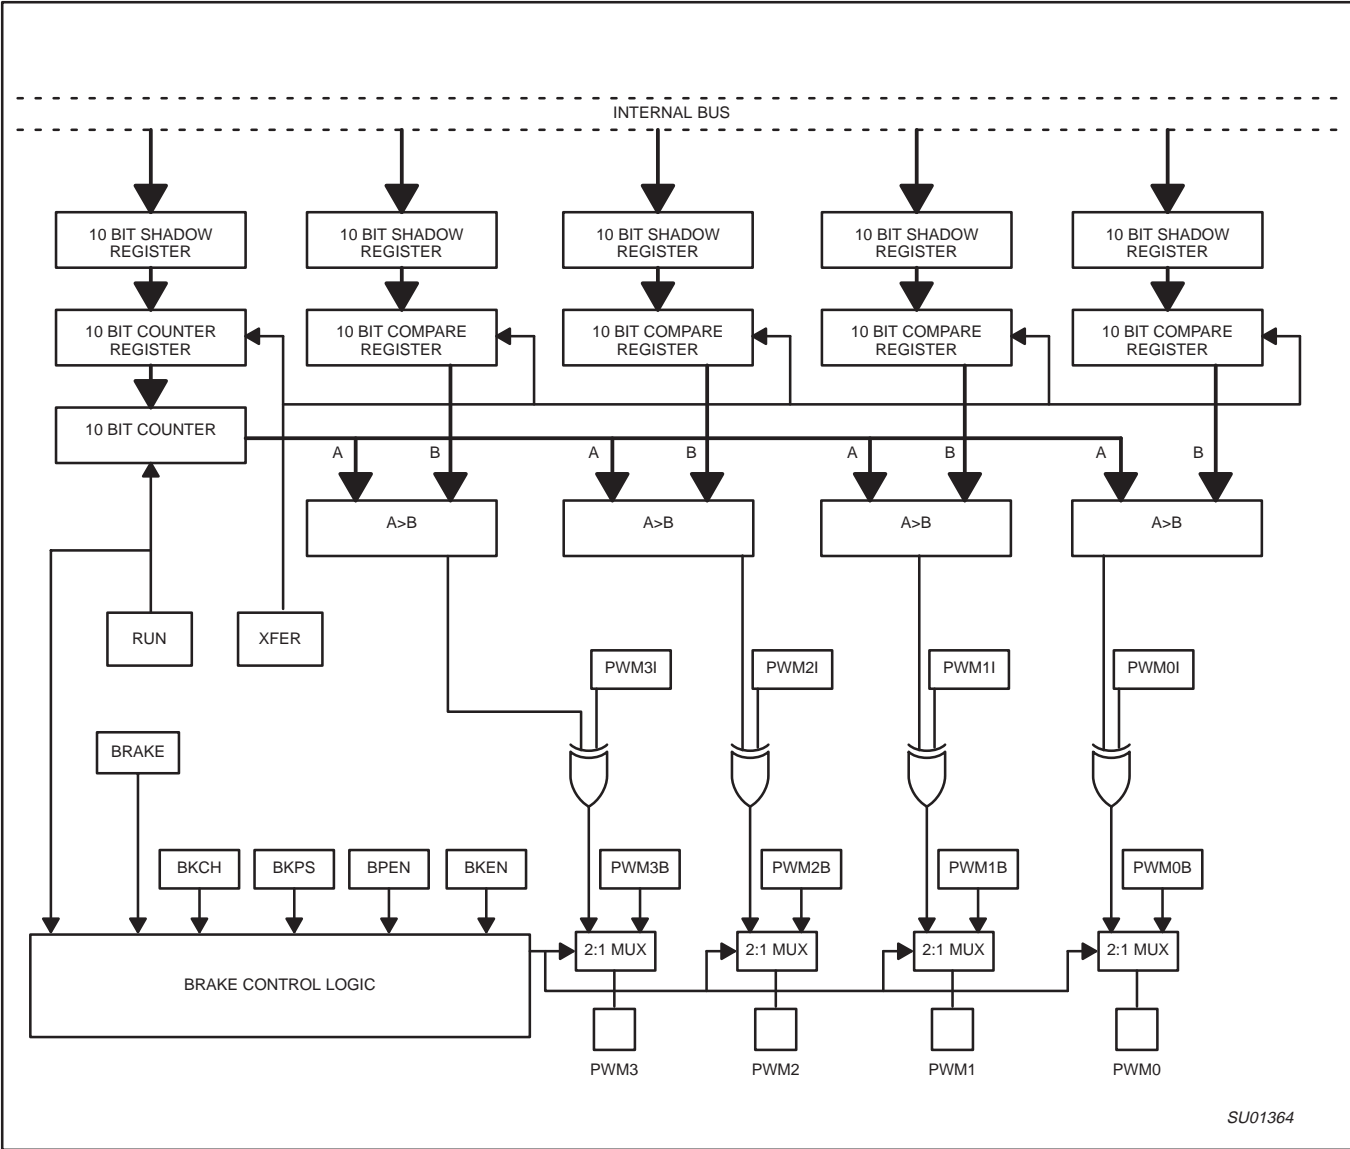 INTERNAL BUS
10 BIT SHADOW
REGISTER
10 BIT SHADOW
REGISTER
10 BIT SHADOW
REGISTER
10 BIT SHADOW
REGISTER
10 BIT SHADOW
REGISTER
10 BIT COUNTER
REGISTER
10 BIT COMPARE
REGISTER
10 BIT COMPARE
REGISTER
10 BIT COMPARE
REGISTER
10 BIT COMPARE
REGISTER
10 BIT COUNTER
A
B
A
B
A
B
A
B
A>B
A>B
A>B
A>B
RUN
XFER
PWM3I
PWM2I
PWM1I
PWM0I
BRAKE
BKCH
BKPS
BPEN
BKEN
PWM3B
PWM2B
PWM1B
PWM0B
2:1 MUX
2:1 MUX
2:1 MUX
2:1 MUX
BRAKE CONTROL LOGIC
PWM3
PWM2
PWM1
PWM0
SU01364